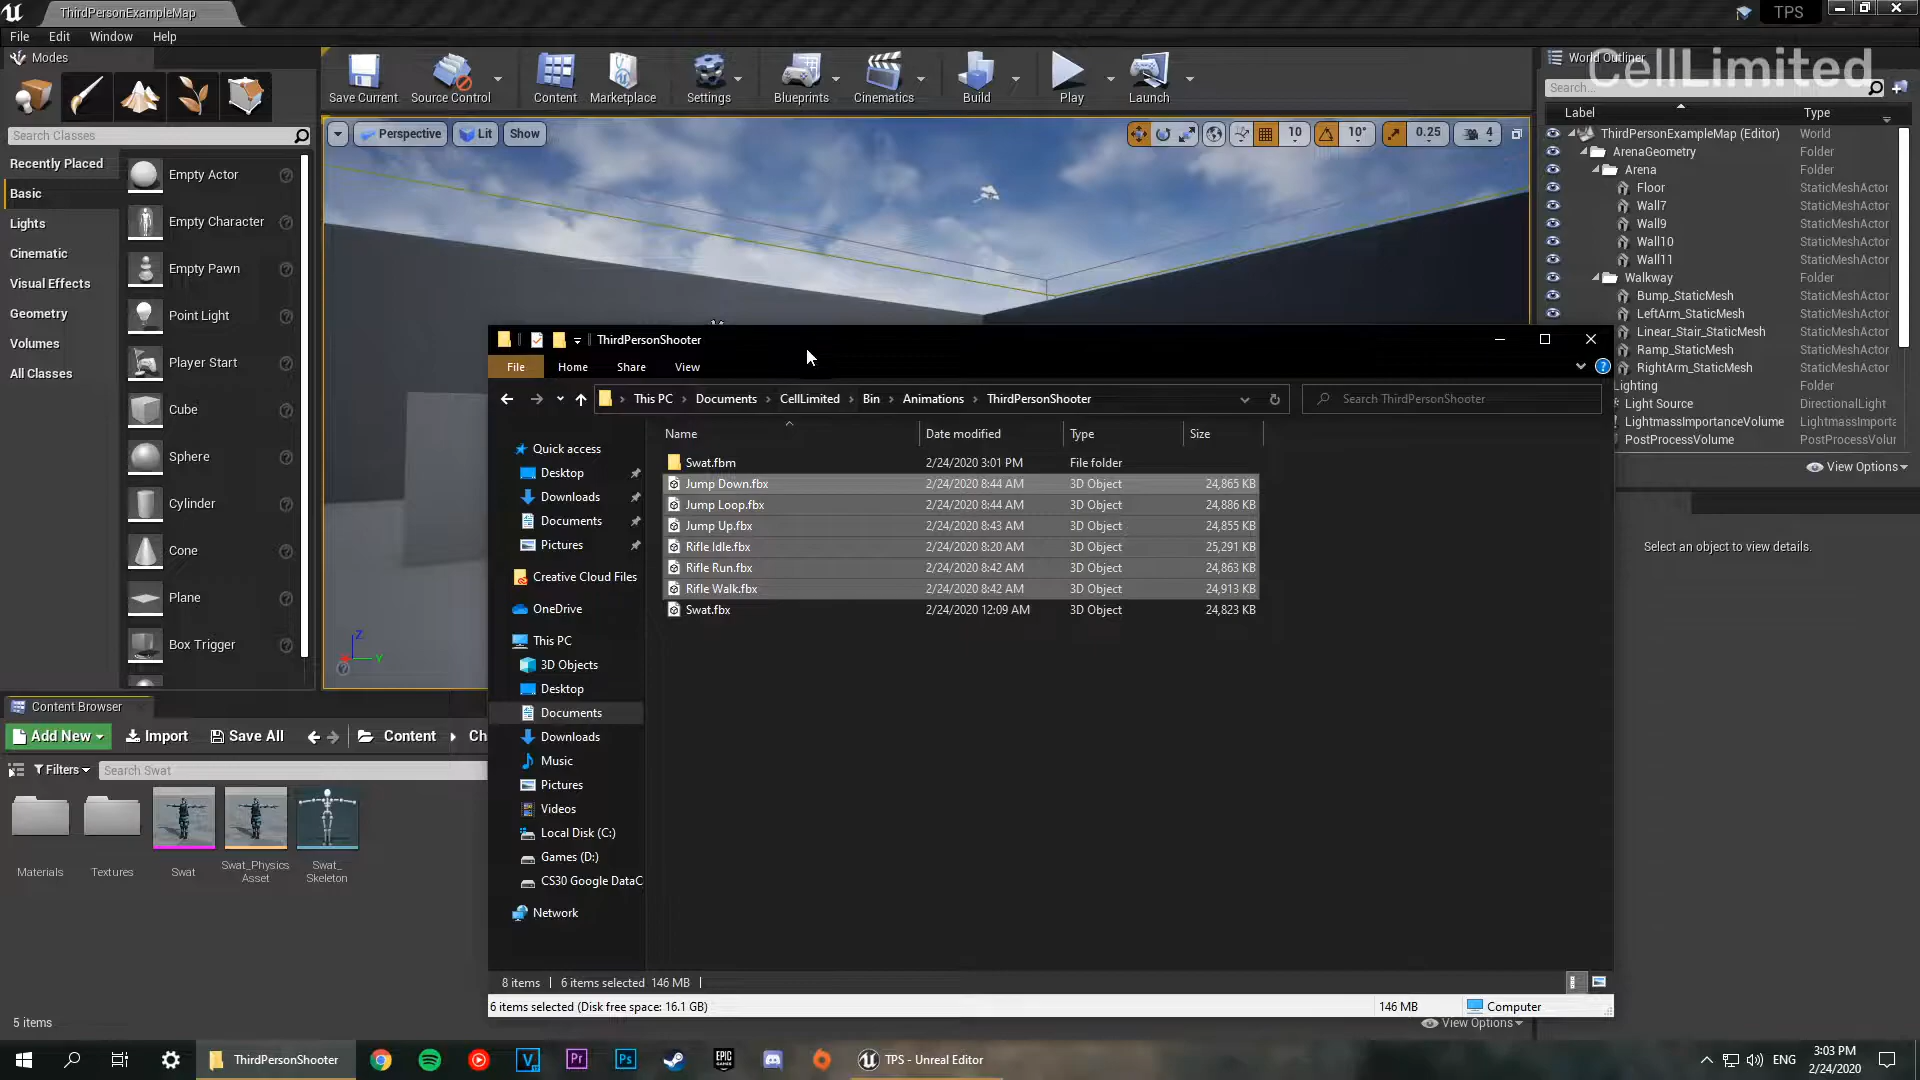 ThirdPersonExampleMap
TPS
File Edit Window Help
Modes
Save Current
Source Control
Content
Marketplace
Settings
Blueprints
Cinematics
Build
Play
Launch
World Outliner
CellLimited
Search...
Label Type
Search Classes
Recently Placed
Basic
Lights
Cinematic
Visual Effects
Geometry
Volumes
All Classes
Empty Actor
Empty Character
Empty Pawn
Point Light
Player Start
Cube
Sphere
Cylinder
Cone
Plane
Box Trigger
Perspective Lit Show
10 10° 0.25 4
Z
X
Y
ThirdPersonExampleMap (Editor) World
ArenaGeometry Folder
Arena Folder
Floor StaticMeshActor
Wall7 StaticMeshActor
Wall9 StaticMeshActor
Wall10 StaticMeshActor
Wall11 StaticMeshActor
Walkway Folder
Bump_StaticMesh StaticMeshActor
LeftArm_StaticMesh StaticMeshActor
Linear_Stair_StaticMesh StaticMeshActor
Ramp_StaticMesh StaticMeshActor
RightArm_StaticMesh StaticMeshActor
Lighting Folder
Light Source DirectionalLight
LightmassImportanceVolume LightmassImporta
PostProcessVolume PostProcessVolur
View Options
Select an object to view details.
ThirdPersonShooter
File Home Share View
This PC Documents CellLimited Bin Animations ThirdPersonShooter
Search ThirdPersonShooter
Name Date modified Type Size
Swat.fbm 2/24/2020 3:01 PM File folder
Jump Down.fbx 2/24/2020 8:44 AM 3D Object 24,865 KB
Jump Loop.fbx 2/24/2020 8:44 AM 3D Object 24,886 KB
Jump Up.fbx 2/24/2020 8:43 AM 3D Object 24,855 KB
Rifle Idle.fbx 2/24/2020 8:20 AM 3D Object 25,291 KB
Rifle Run.fbx 2/24/2020 8:42 AM 3D Object 24,863 KB
Rifle Walk.fbx 2/24/2020 8:42 AM 3D Object 24,913 KB
Swat.fbx 2/24/2020 12:09 AM 3D Object 24,823 KB
Quick access
Desktop
Downloads
Documents
Pictures
Creative Cloud Files
OneDrive
This PC
3D Objects
Desktop
Documents
Downloads
Music
Pictures
Videos
Local Disk (C:)
Games (D:)
CS30 Google DataC
Network
8 items 6 items selected 146 MB
6 items selected (Disk free space: 16.1 GB) 146 MB Computer
Content Browser
Add New Import Save All Content Ch
Filters Search Swat
Materials
Textures
Swat
Swat_Physics
Asset
Swat_
Skeleton
5 items
View Options
ThirdPersonShooter
V
Pr
Ps
EPIC
GAMES
TPS - Unreal Editor
ENG
3:03 PM
2/24/2020